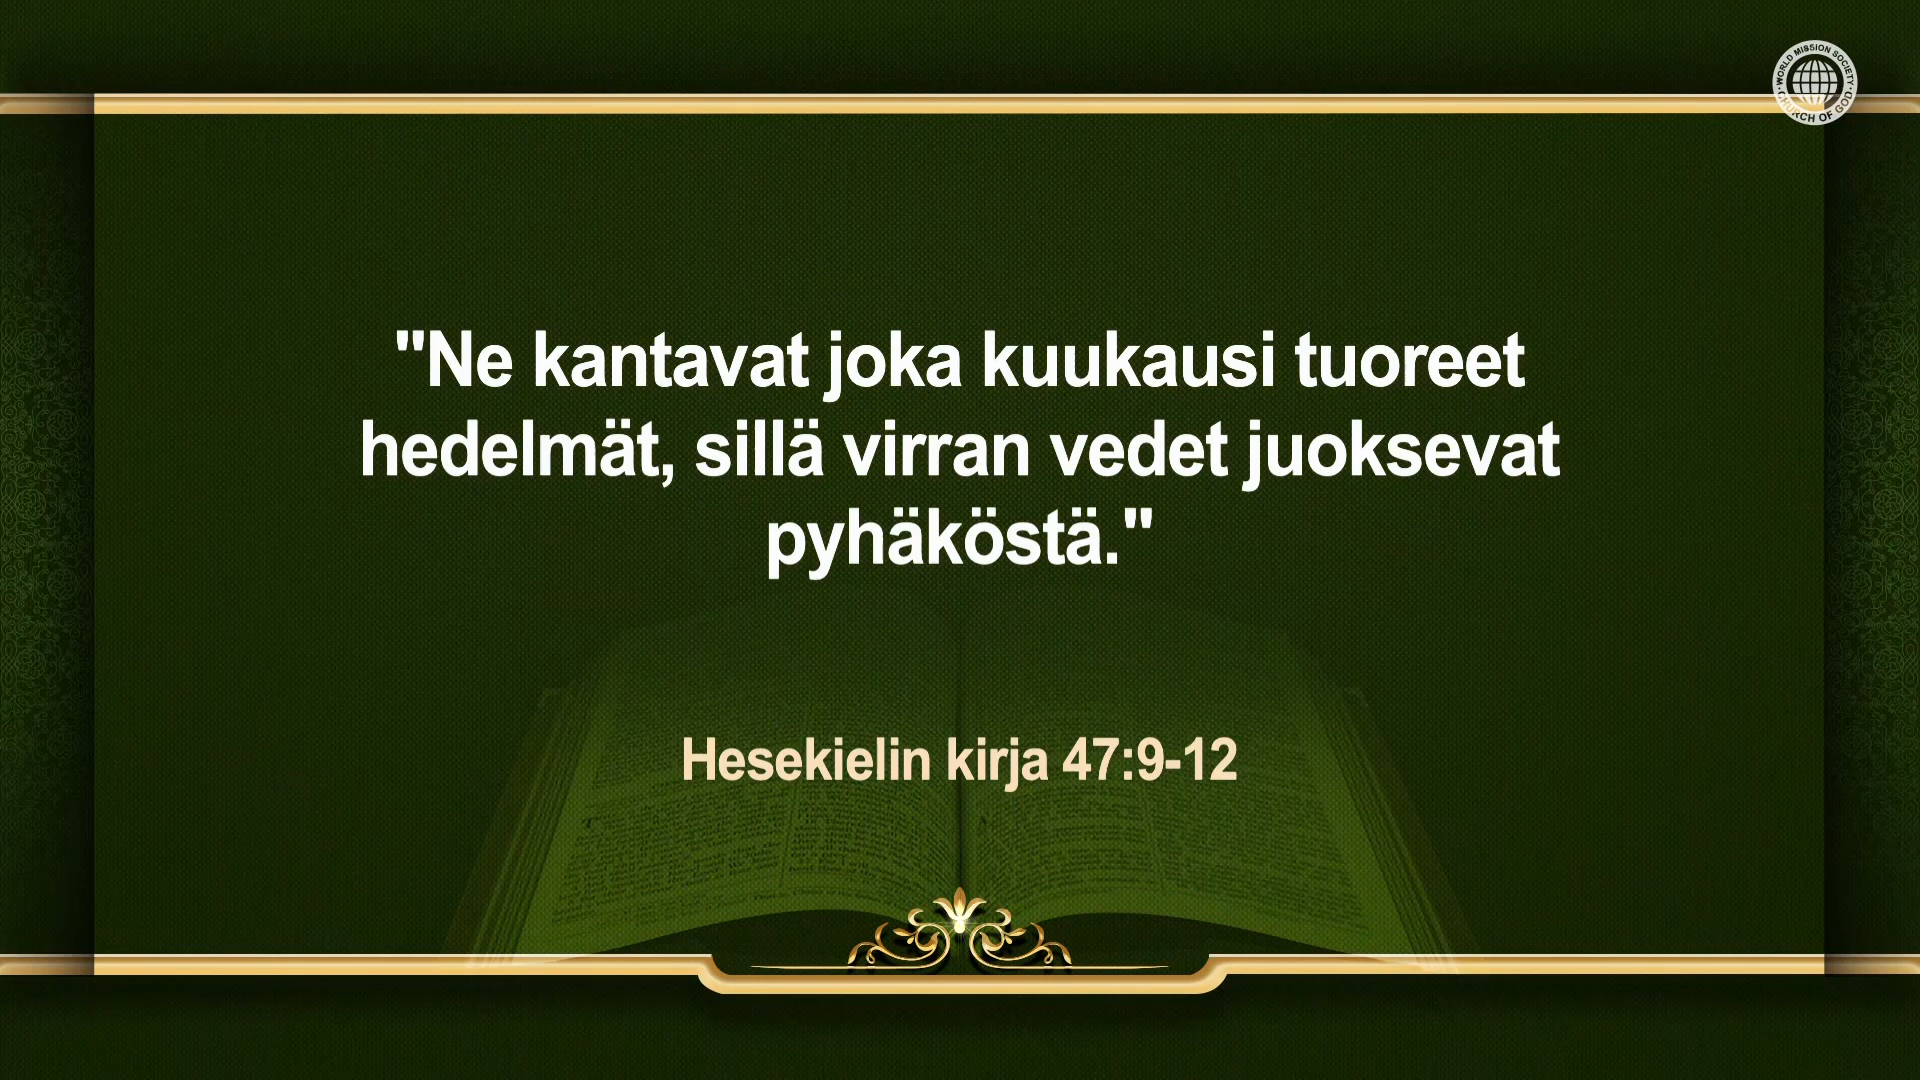 WORLD MISSION SOCIETY
CHURCH OF GOD
"Ne kantavat joka kuukausi tuoreet
hedelmät, sillä virran vedet juoksevat
pyhäköstä."
Hesekielin kirja 47:9-12